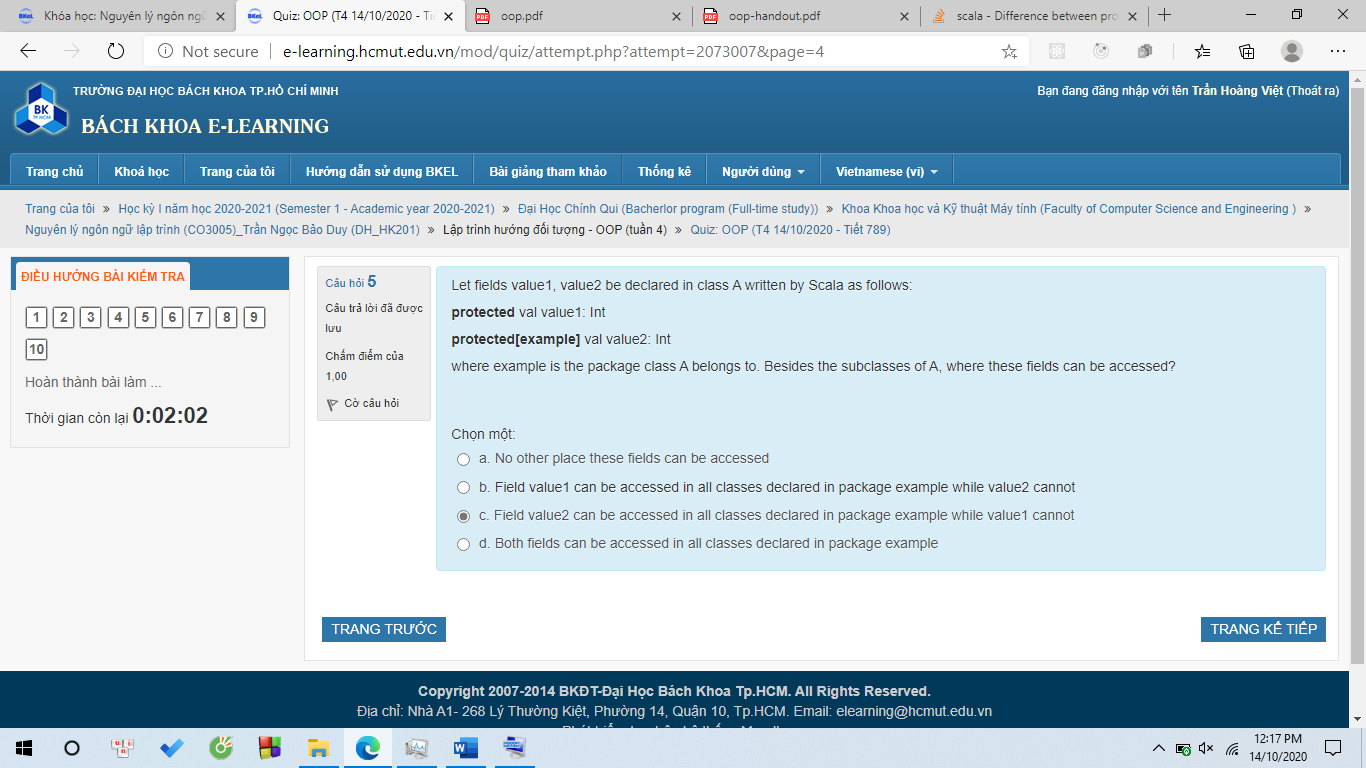 Khóa học: Nguyên lý ngôn ngữ
Quiz: OOP (T4 14/10/2020 - Tiế
oop.pdf
oop-handout.pdf
scala - Difference between pro
Not secure
e-learning.hcmut.edu.vn/mod/quiz/attempt.php?attempt=2073007&page=4
BK
TP.HCM
TRƯỜNG ĐẠI HỌC BÁCH KHOA TP.HỒ CHÍ MINH
BÁCH KHOA E-LEARNING
Bạn đang đăng nhập với tên Trần Hoàng Việt (Thoát ra)
Trang chủ
Khoá học
Trang của tôi
Hướng dẫn sử dụng BKEL
Bài giảng tham khảo
Thống kê
Người dùng
Vietnamese (vi)
Trang của tôi » Học kỳ I năm học 2020-2021 (Semester 1 - Academic year 2020-2021) » Đại Học Chính Qui (Bacherlor program (Full-time study)) » Khoa Khoa học và Kỹ thuật Máy tính (Faculty of Computer Science and Engineering ) »
Nguyên lý ngôn ngữ lập trình (CO3005)_Trần Ngọc Bảo Duy (DH_HK201) » Lập trình hướng đối tượng - OOP (tuần 4) » Quiz: OOP (T4 14/10/2020 - Tiết 789)
ĐIỀU HƯỚNG BÀI KIỂM TRA
1 2 3 4 5 6 7 8 9
10
Hoàn thành bài làm ...
Thời gian còn lại 0:02:02
Câu hỏi 5
Câu trả lời đã được
lưu
Chấm điểm của
1,00
Cờ câu hỏi
Let fields value1, value2 be declared in class A written by Scala as follows:
protected val value1: Int
protected[example] val value2: Int
where example is the package class A belongs to. Besides the subclasses of A, where these fields can be accessed?
Chọn một:
a. No other place these fields can be accessed
b. Field value1 can be accessed in all classes declared in package example while value2 cannot
c. Field value2 can be accessed in all classes declared in package example while value1 cannot
d. Both fields can be accessed in all classes declared in package example
TRANG TRƯỚC
TRANG KẾ TIẾP
Copyright 2007-2014 BKĐT-Đại Học Bách Khoa Tp.HCM. All Rights Reserved.
Địa chỉ: Nhà A1- 268 Lý Thường Kiệt, Phường 14, Quận 10, Tp.HCM. Email: elearning@hcmut.edu.vn
12:17 PM
14/10/2020